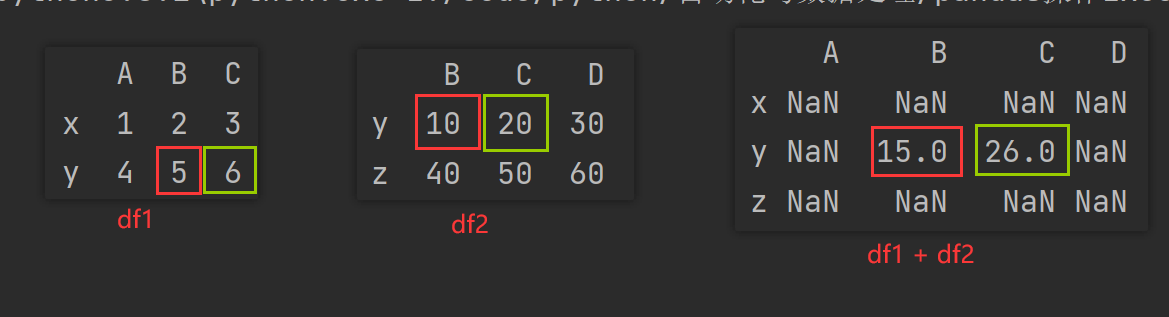 A B C
x 1 2 3
y 4 5 6
df1
B C D
y 10 20 30
z 40 50 60
df2
A B C D
x NaN NaN NaN NaN
y NaN 15.0 26.0 NaN
z NaN NaN NaN NaN
df1 + df2